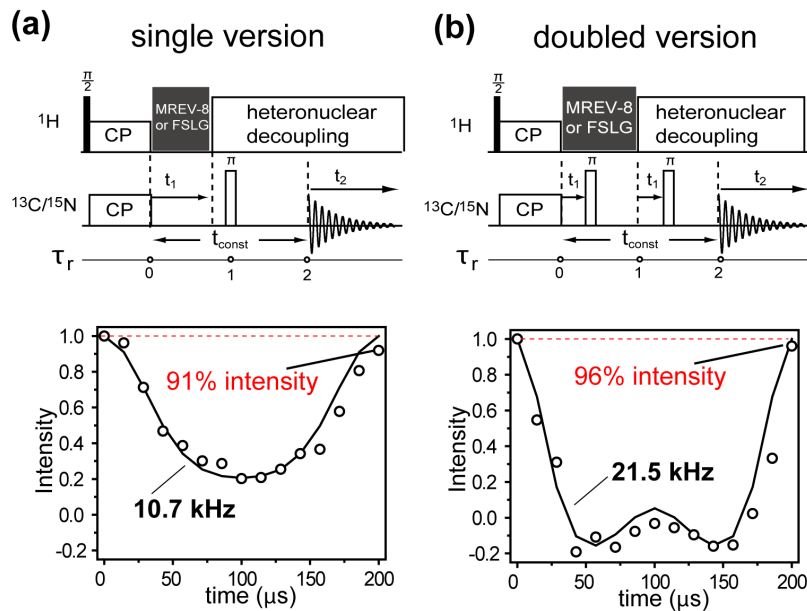 (a) single version
π/2
¹H
CP
MREV-8
or FSLG
heteronuclear
decoupling
t₁
π
t₂
¹³C/¹⁵N
CP
t_const
τ_r
0 1 2
1.0
0.8
0.6
0.4
0.2
0.0
-0.2
Intensity
91% intensity
10.7 kHz
0 50 100 150 200
time (μs)
(b) doubled version
π/2
¹H
CP
MREV-8
or FSLG
heteronuclear
decoupling
π
π
t₁
t₁
t₂
¹³C/¹⁵N
CP
t_const
τ_r
0 1 2
1.0
0.8
0.6
0.4
0.2
0.0
-0.2
Intensity
96% intensity
21.5 kHz
0 50 100 150 200
time (μs)